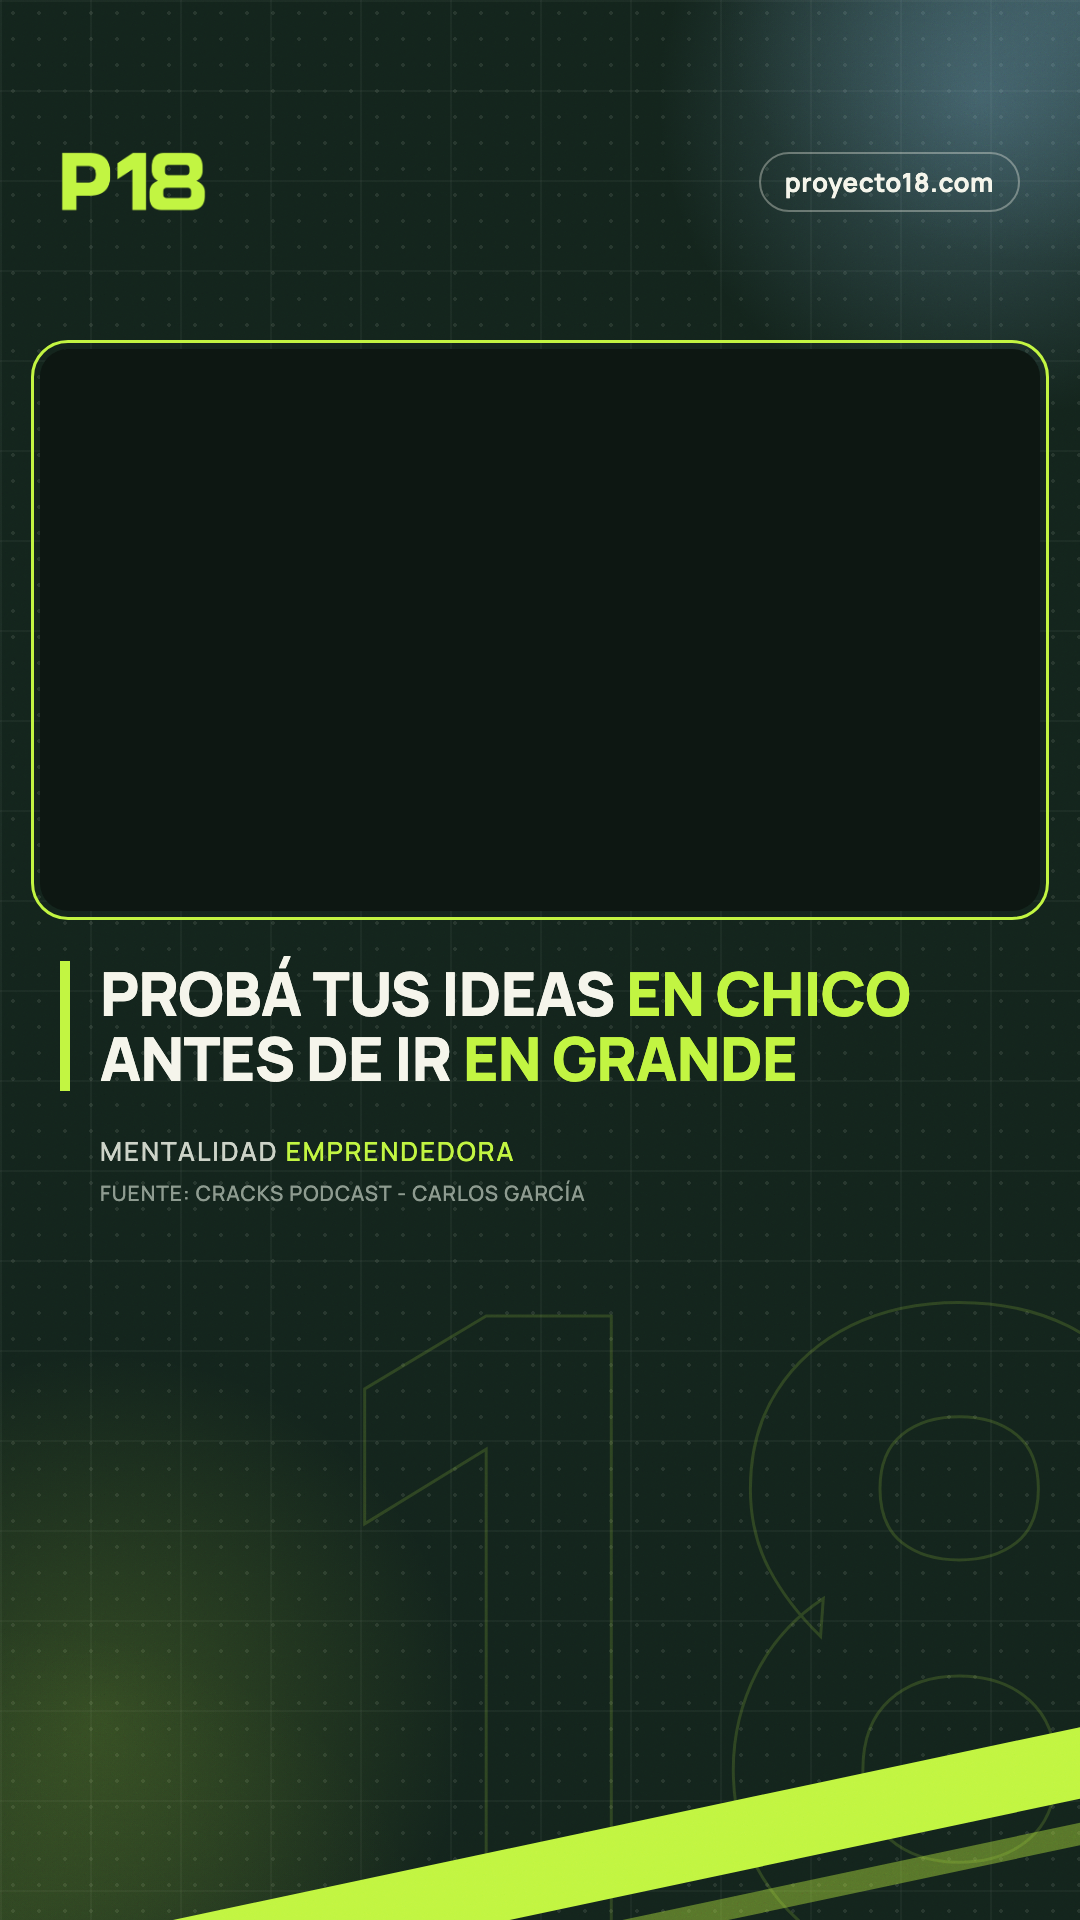 P18
proyecto18.com
PROBÁ TUS IDEAS EN CHICO
ANTES DE IR EN GRANDE
MENTALIDAD EMPRENDEDORA
FUENTE: CRACKS PODCAST - CARLOS GARCÍA
18